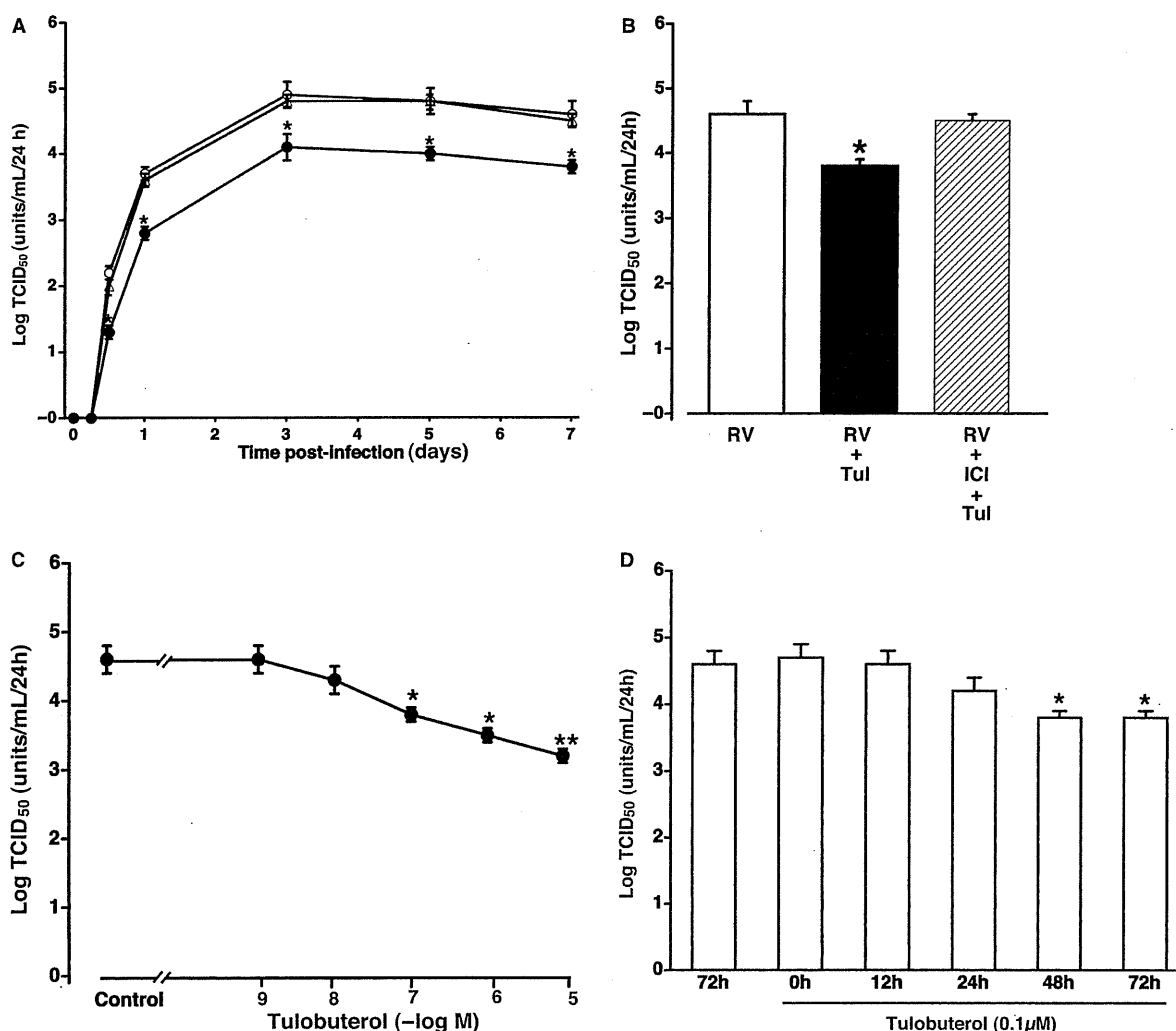 A
6
5
4
3
2
1
–0
Log TCID50 (units/mL/24 h)
*
*
*
*
*
0
1
2
3
5
7
Time post-infection (days)
B
6
5
4
3
2
1
–0
Log TCID50 (units/mL/24h)
*
RV
RV
+
Tul
RV
+
ICI
+
Tul
C
6
5
4
3
2
1
0
Log TCID50 (units/mL/24h)
*
*
**
Control
9
8
7
6
5
Tulobuterol (–log M)
D
6
5
4
3
2
1
0
Log TCID50 (units/mL/24h)
*
*
72h
0h
12h
24h
48h
72h
Tulobuterol (0.1µM)